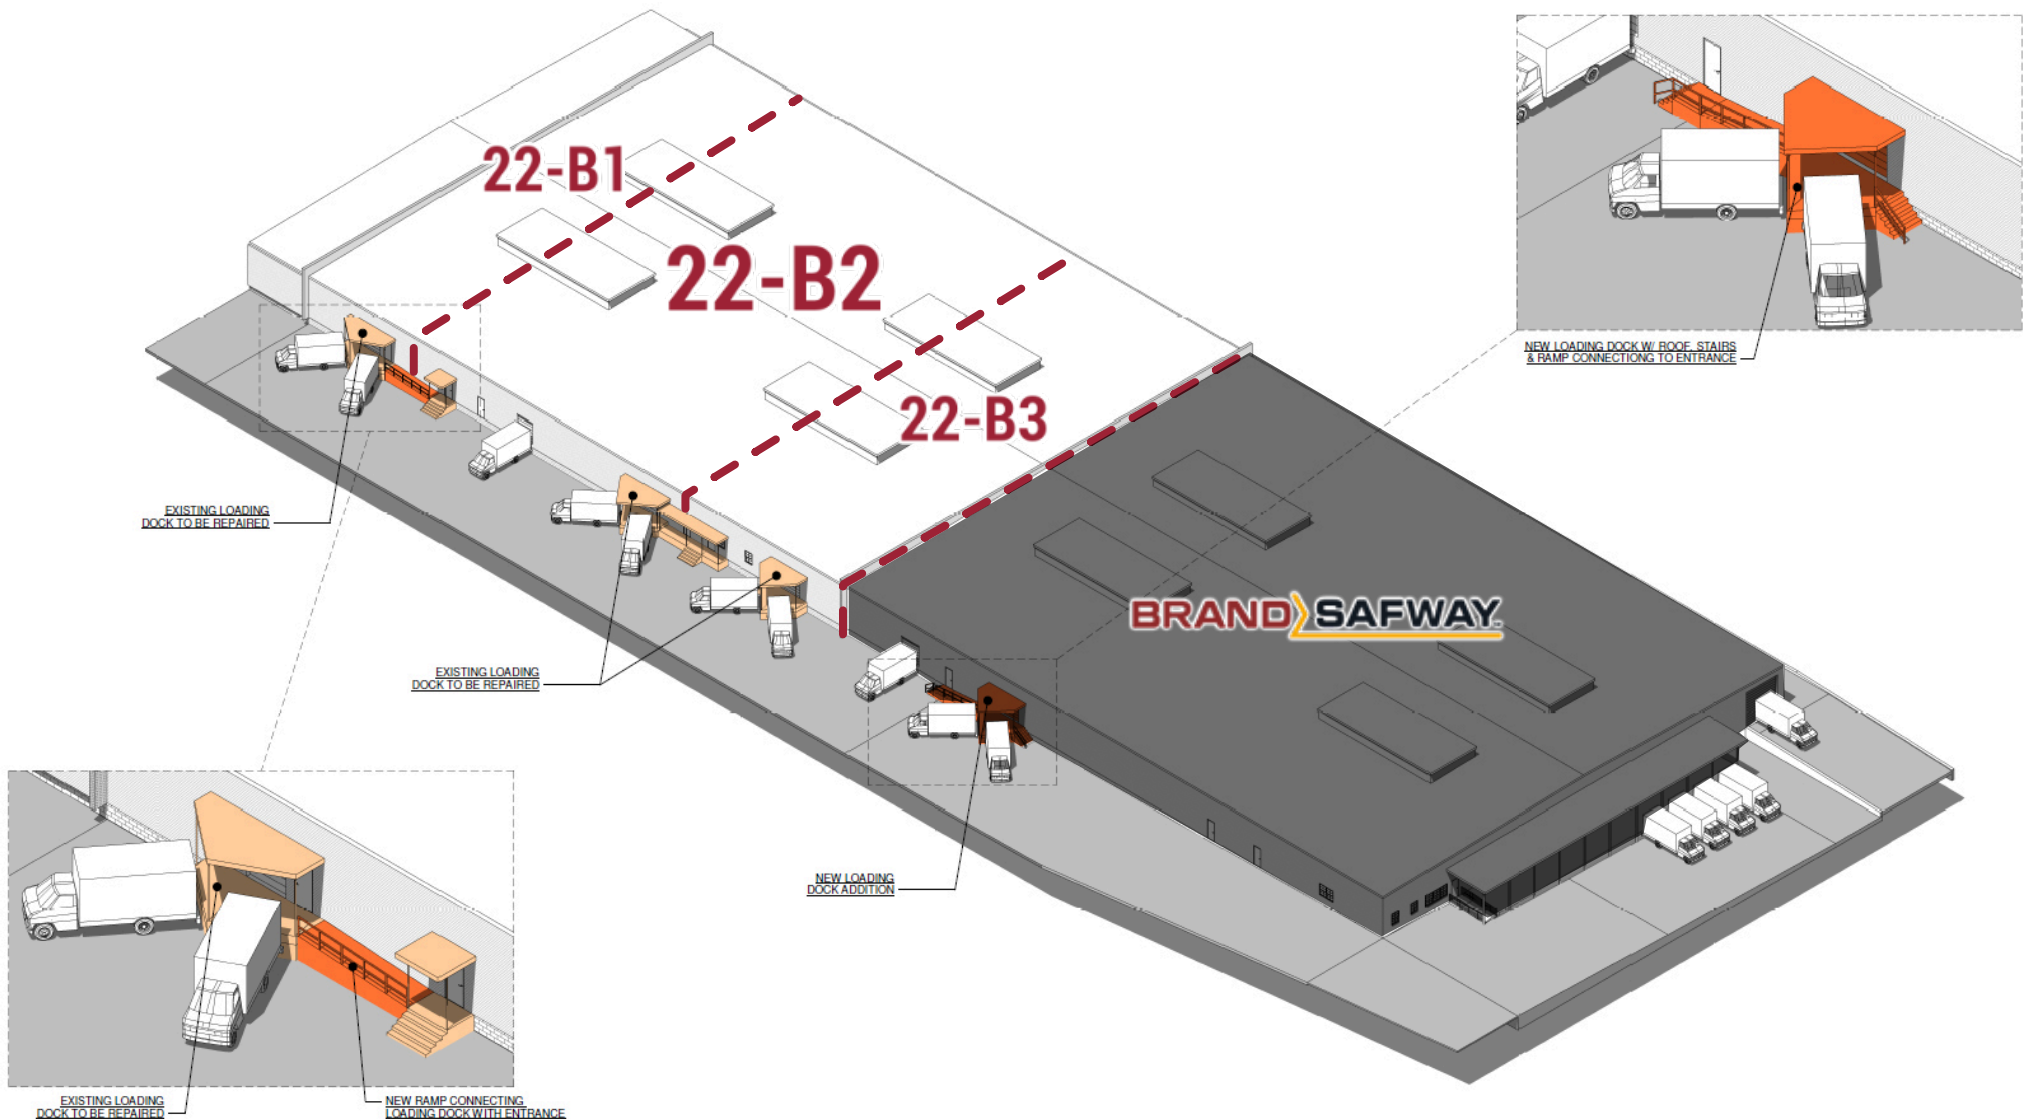 22-B1
22-B2
22-B3
BRAND SAFWAY.
NEW LOADING DOCK W/ ROOF, STAIRS
& RAMP CONNECTIONG TO ENTRANCE
EXISTING LOADING
DOCK TO BE REPAIRED
EXISTING LOADING
DOCK TO BE REPAIRED
NEW LOADING
DOCK ADDITION
EXISTING LOADING
DOCK TO BE REPAIRED
NEW RAMP CONNECTING
LOADING DOCK WITH ENTRANCE